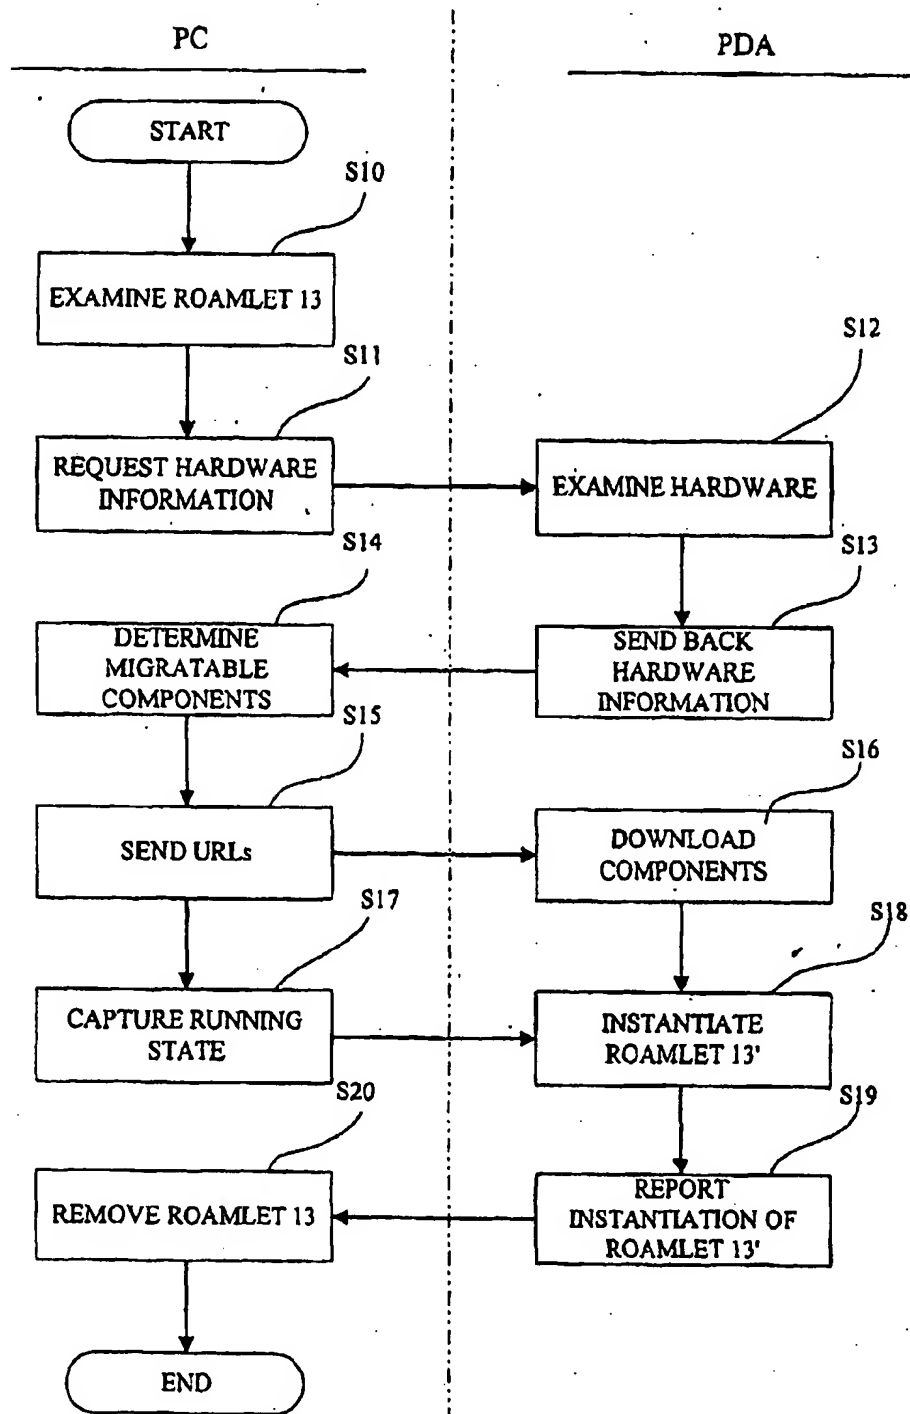 PC
PDA
START
S10
EXAMINE ROAMLET 13
S11
S12
REQUEST HARDWARE
INFORMATION
EXAMINE HARDWARE
S14
S13
DETERMINE
MIGRATABLE
COMPONENTS
SEND BACK
HARDWARE
INFORMATION
S15
S16
SEND URLs
DOWNLOAD
COMPONENTS
S17
S18
CAPTURE RUNNING
STATE
INSTANTIATE
ROAMLET 13'
S20
S19
REMOVE ROAMLET 13
REPORT
INSTANTIATION OF
ROAMLET 13'
END